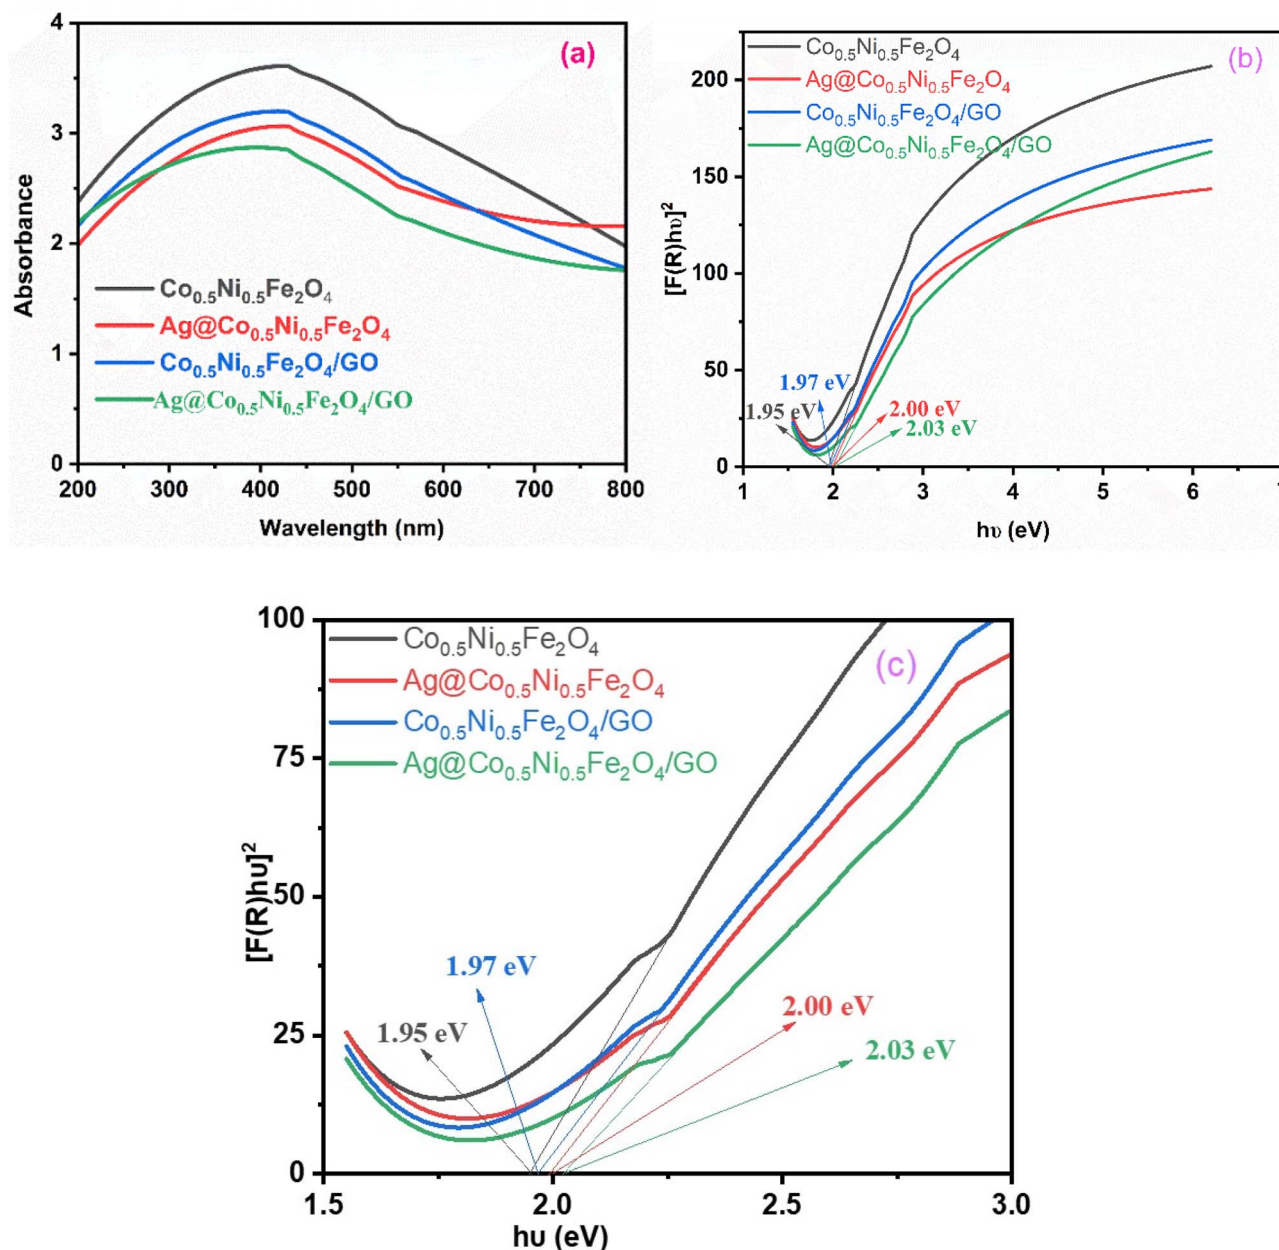 (a)
Absorbance
4
3
2
1
0
Co₀.₅Ni₀.₅Fe₂O₄
Ag@Co₀.₅Ni₀.₅Fe₂O₄
Co₀.₅Ni₀.₅Fe₂O₄/GO
Ag@Co₀.₅Ni₀.₅Fe₂O₄/GO
200 300 400 500 600 700 800
Wavelength (nm)
(b)
[F(R)hυ]²
200
150
100
50
0
Co₀.₅Ni₀.₅Fe₂O₄
Ag@Co₀.₅Ni₀.₅Fe₂O₄
Co₀.₅Ni₀.₅Fe₂O₄/GO
Ag@Co₀.₅Ni₀.₅Fe₂O₄/GO
1.97 eV
1.95 eV
2.00 eV
2.03 eV
1 2 3 4 5 6 7
hυ (eV)
(c)
[F(R)hυ]²
100
75
50
25
0
Co₀.₅Ni₀.₅Fe₂O₄
Ag@Co₀.₅Ni₀.₅Fe₂O₄
Co₀.₅Ni₀.₅Fe₂O₄/GO
Ag@Co₀.₅Ni₀.₅Fe₂O₄/GO
1.97 eV
1.95 eV
2.00 eV
2.03 eV
1.5 2.0 2.5 3.0
hυ (eV)